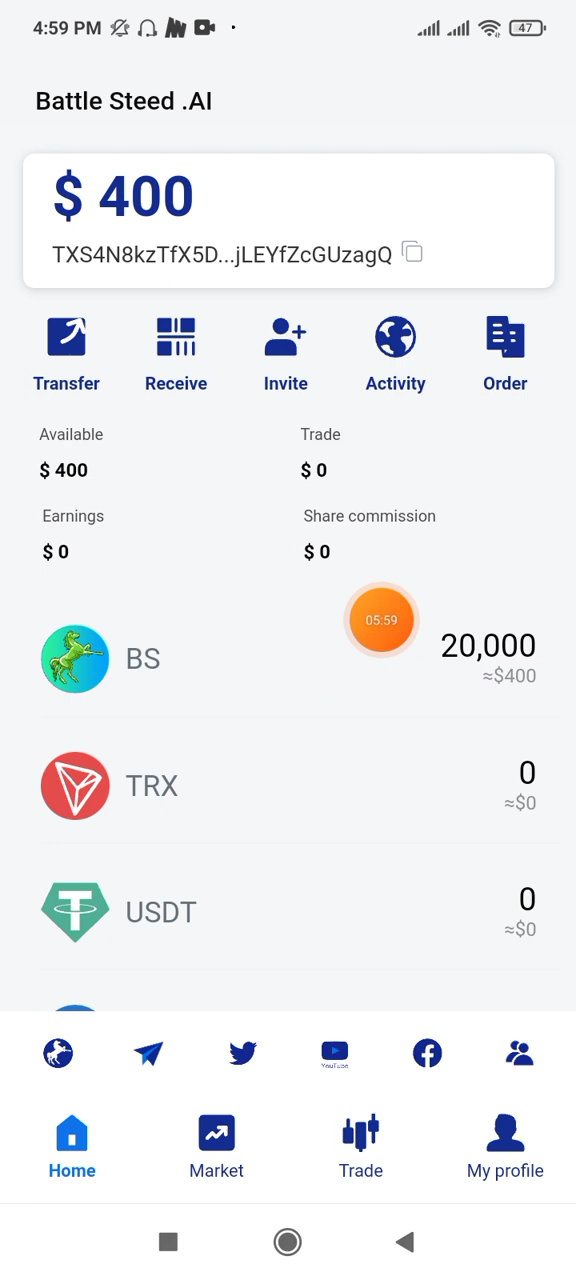 4:59 PM
47
Battle Steed .AI
$ 400
TXS4N8kzTfX5D...jLEYfZcGUzagQ
Transfer
Receive
Invite
Activity
Order
Available
Trade
$ 400
$ 0
Earnings
Share commission
$ 0
$ 0
05:59
BS
20,000
≈$400
TRX
0
≈$0
USDT
0
≈$0
YouTube
Home
Market
Trade
My profile